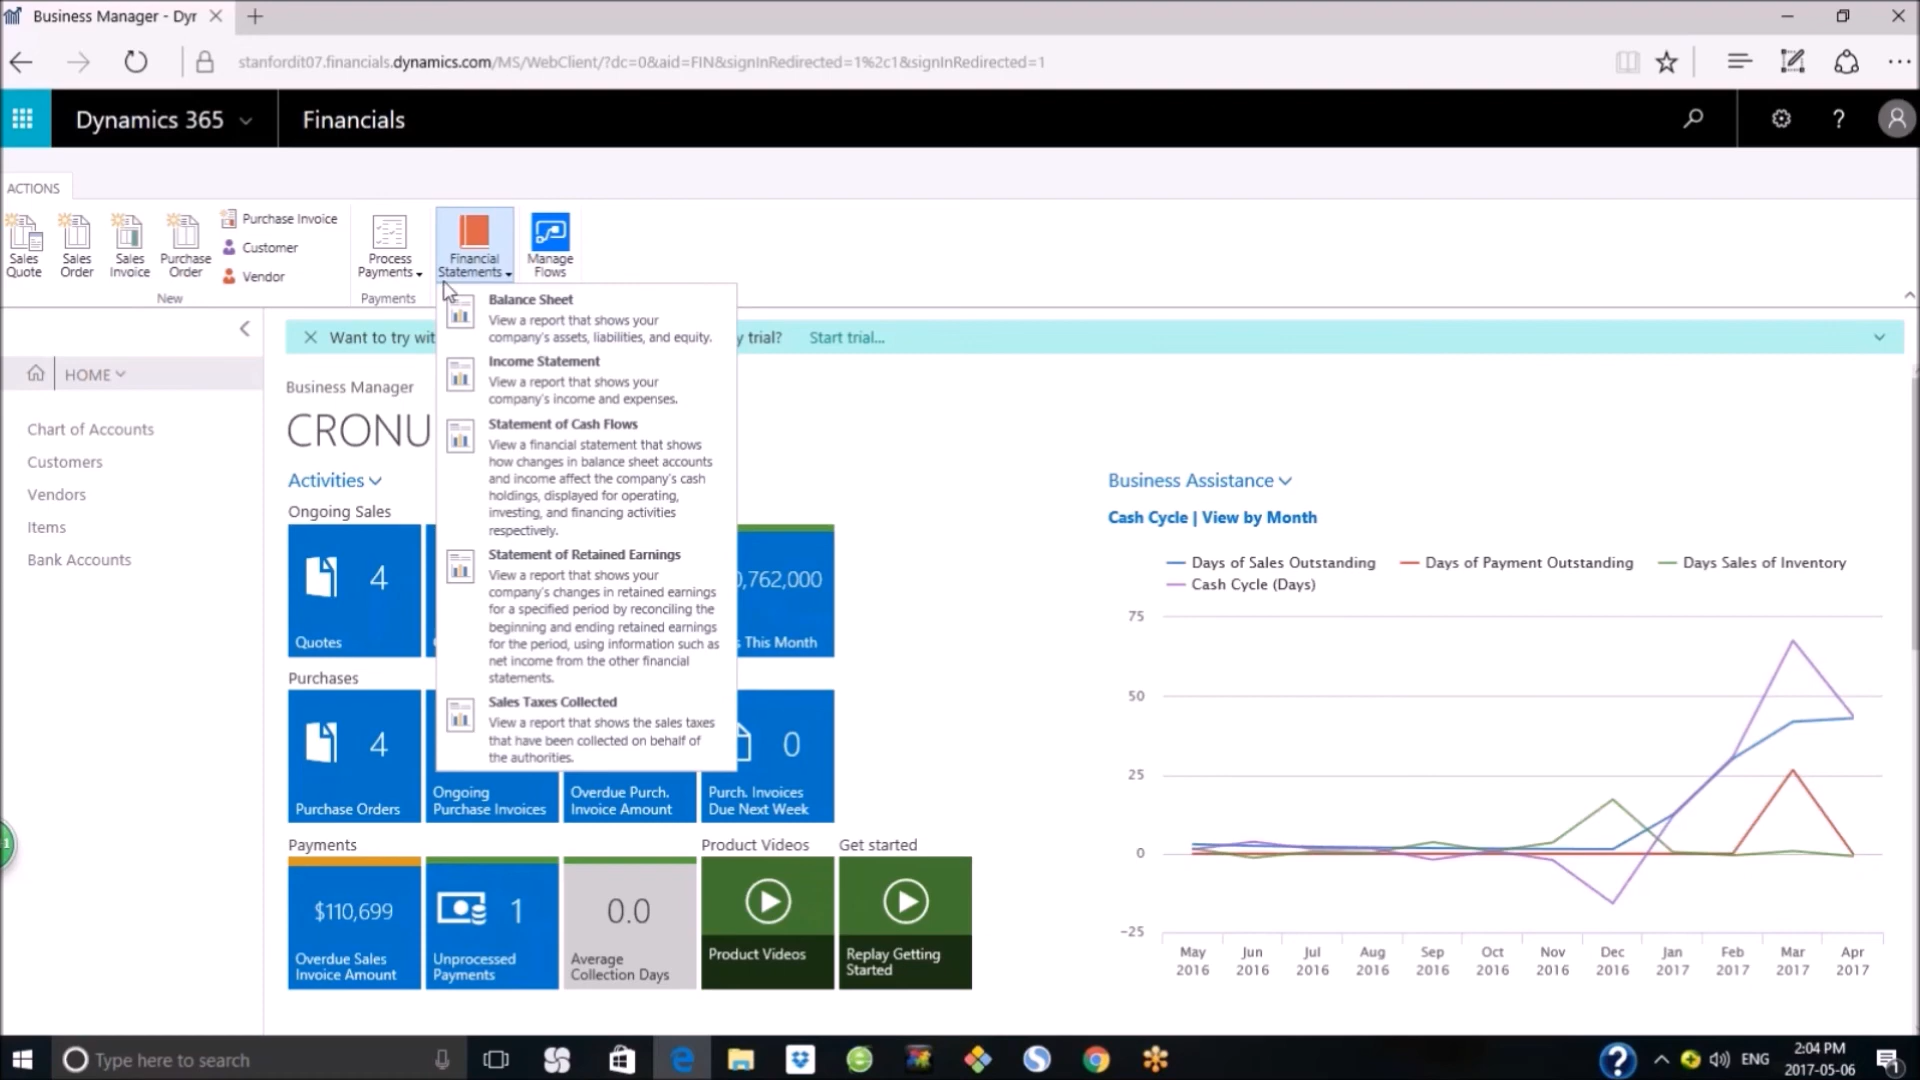 Business Manager - Dyr
stanfordit07.financials.dynamics.com/MS/WebClient/?dc=0&aid=FIN&signInRedirected=1%2c1&signInRedirected=1
Dynamics 365
Financials
?
ACTIONS
Sales Quote
Sales Order
Sales Invoice
Purchase Order
Purchase Invoice
Customer
Vendor
New
Process Payments
Payments
Financial Statements
Manage Flows
Balance Sheet
View a report that shows your
company's assets, liabilities, and equity.
Income Statement
View a report that shows your
company's income and expenses.
Statement of Cash Flows
View a financial statement that shows
how changes in balance sheet accounts
and income affect the company's cash
holdings, displayed for operating,
investing, and financing activities
respectively.
Statement of Retained Earnings
View a report that shows your
company's changes in retained earnings
for a specified period by reconciling the
beginning and ending retained earnings
for the period, using information such as
net income from the other financial
statements.
Sales Taxes Collected
View a report that shows the sales taxes
that have been collected on behalf of
the authorities.
Want to try wit
y trial?
Start trial...
HOME
Chart of Accounts
Customers
Vendors
Items
Bank Accounts
Business Manager
CRONU
Activities
Ongoing Sales
4
Quotes
,762,000
This Month
Purchases
4
Purchase Orders
Ongoing
Purchase Invoices
Overdue Purch.
Invoice Amount
0
Purch. Invoices
Due Next Week
Payments
$110,699
Overdue Sales
Invoice Amount
1
Unprocessed
Payments
0.0
Average
Collection Days
Product Videos
Product Videos
Get started
Replay Getting
Started
Business Assistance
Cash Cycle | View by Month
Days of Sales Outstanding
Days of Payment Outstanding
Days Sales of Inventory
Cash Cycle (Days)
75
50
25
0
-25
May 2016
Jun 2016
Jul 2016
Aug 2016
Sep 2016
Oct 2016
Nov 2016
Dec 2016
Jan 2017
Feb 2017
Mar 2017
Apr 2017
Type here to search
?
ENG
2:04 PM
2017-05-06
1